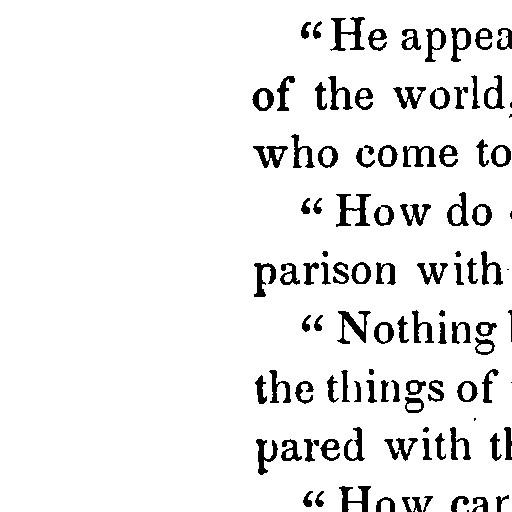 “He appea
of the world,
who come to
“ How do
parison with
“ Nothing
the things of
pared with th
“ How car